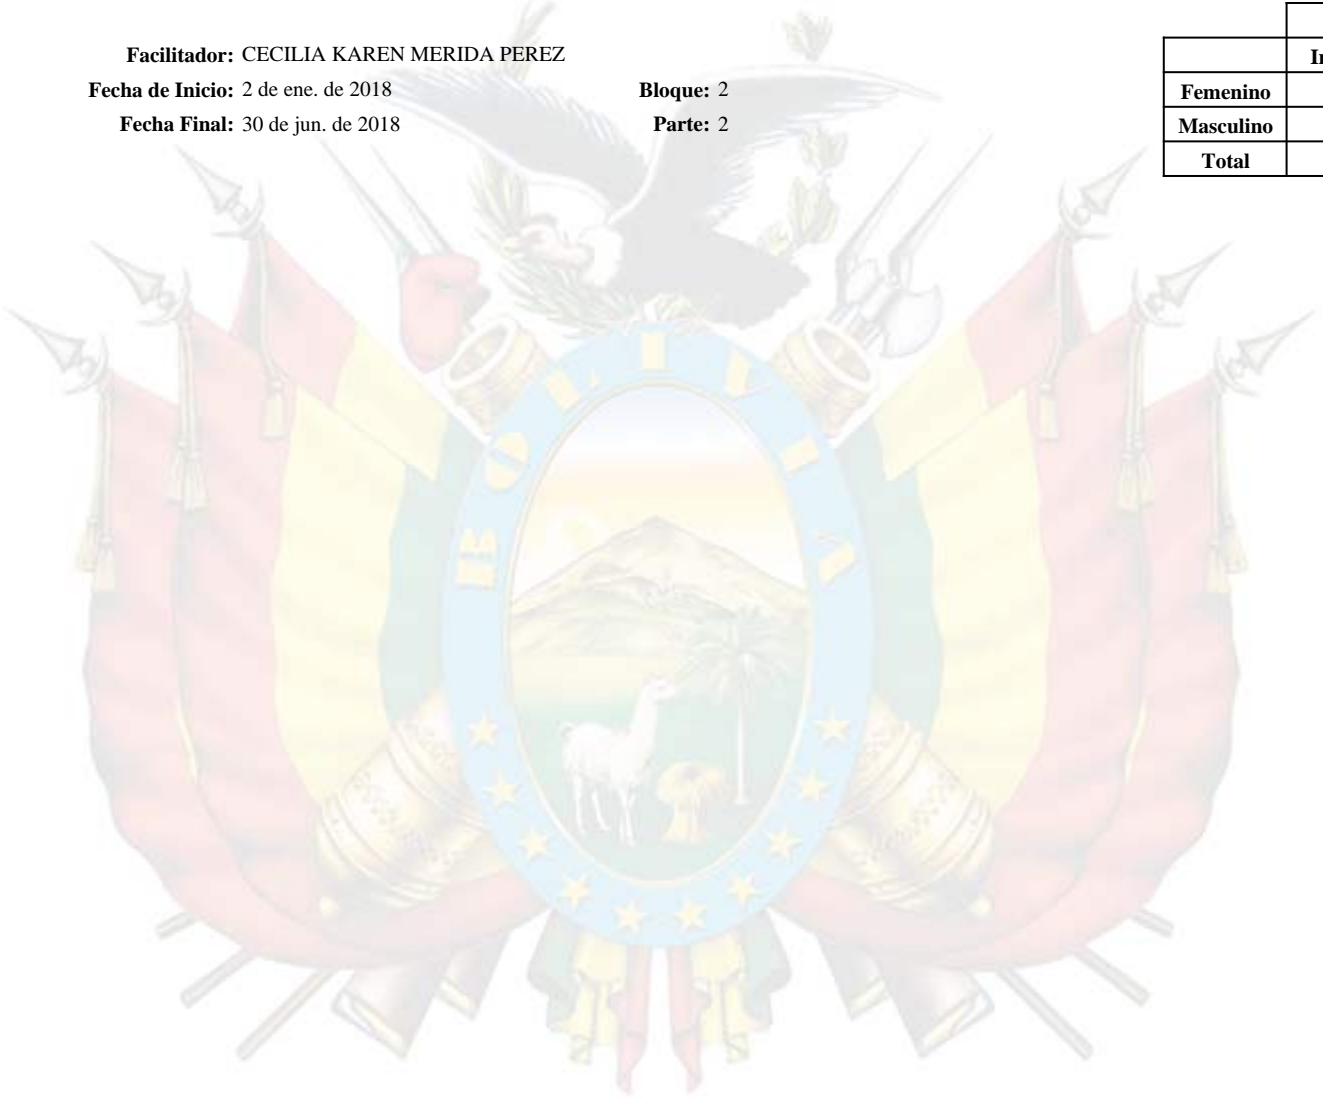 Facilitador: CECILIA KAREN MERIDA PEREZ
Fecha de Inicio: 2 de ene. de 2018 Bloque: 2
Fecha Final: 30 de jun. de 2018 Parte: 2
Femenino
Masculino
Total
BOLIVIA